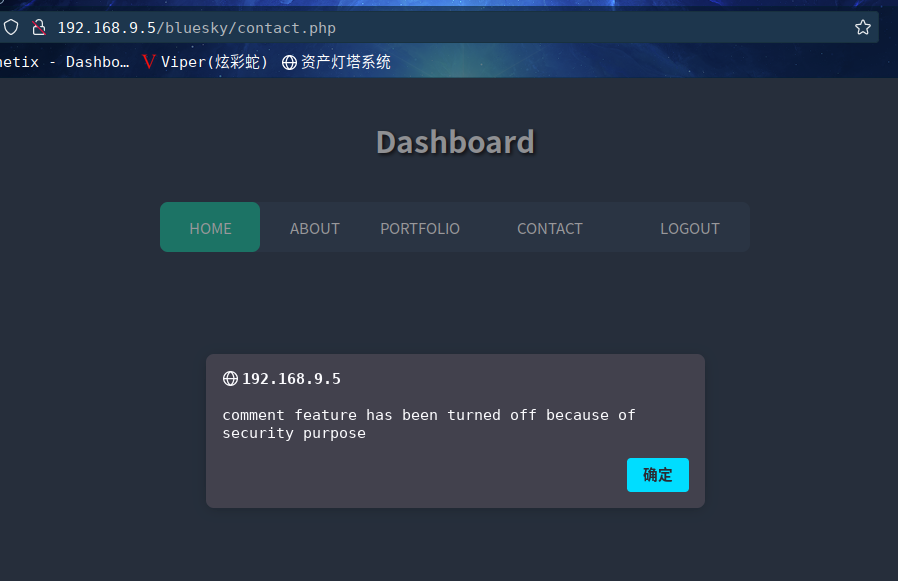 192.168.9.5/bluesky/contact.php
netix - Dashbo… Viper(炫彩蛇) 资产灯塔系统
Dashboard
HOME ABOUT PORTFOLIO CONTACT LOGOUT
192.168.9.5
comment feature has been turned off because of
security purpose
确定